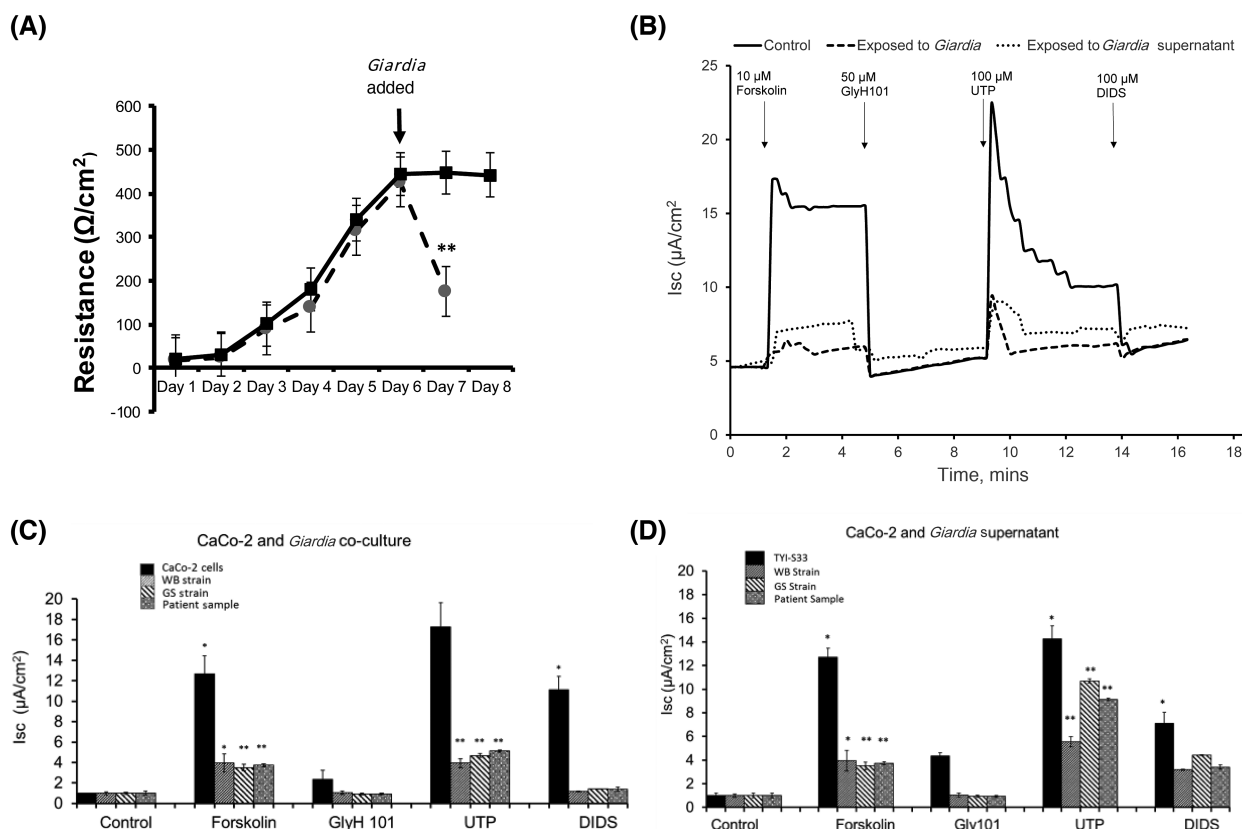 (A)
Giardia
added
600
500
400
300
200
100
0
-100
Resistance (Ω/cm²)
**
Day 1 Day 2 Day 3 Day 4 Day 5 Day 6 Day 7 Day 8
(B)
Control Exposed to Giardia Exposed to Giardia supernatant
25
20
15
10
5
0
Isc (µA/cm²
10 µM
Forskolin
50 µM
GlyH101
100 µM
UTP
100 µM
DIDS
0 2 4 6 8 10 12 14 16 18
Time, mins
(C)
CaCo-2 and Giardia co-culture
CaCo-2 cells
WB strain
GS strain
Patient sample
20
18
16
14
12
10
8
6
4
2
0
Isc (µA/cm²)
*
* ** **
** ** **
*
Control Forskolin GlyH 101 UTP DIDS
(D)
CaCo-2 and Giardia supernatant
TYI-S33
WB Strain
GS Strain
Patient Sample
20
18
16
14
12
10
8
6
4
2
0
Isc (µA/cm²)
*
* ** **
*
** ** **
*
Control Forskolin Gly101 UTP DIDS